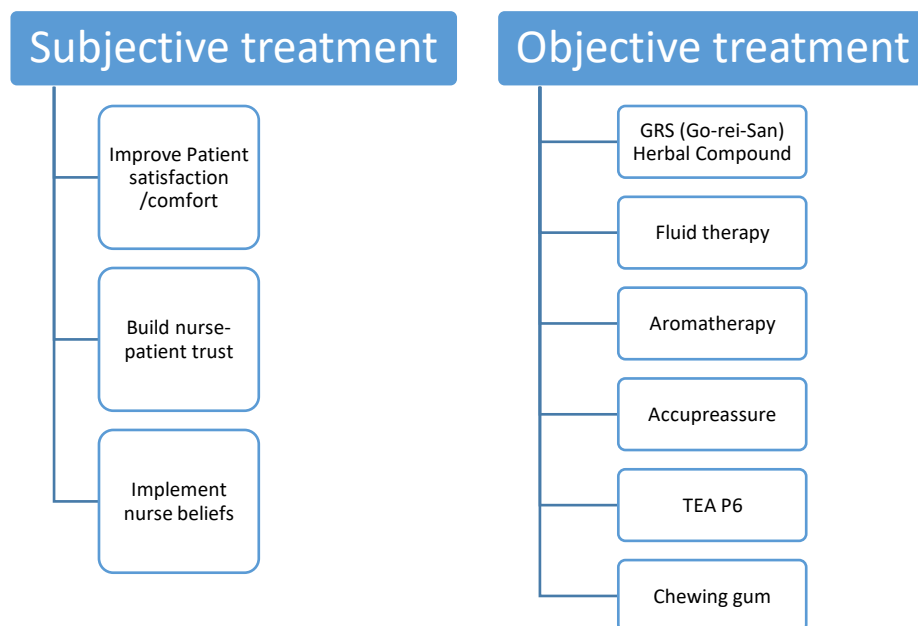 Subjective treatment
Improve Patient
satisfaction
/comfort
Build nurse-
patient trust
Implement
nurse beliefs
Objective treatment
GRS (Go-rei-San)
Herbal Compound
Fluid therapy
Aromatherapy
Accupreassure
TEA P6
Chewing gum